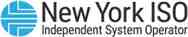 New York ISO
Independent System Operator